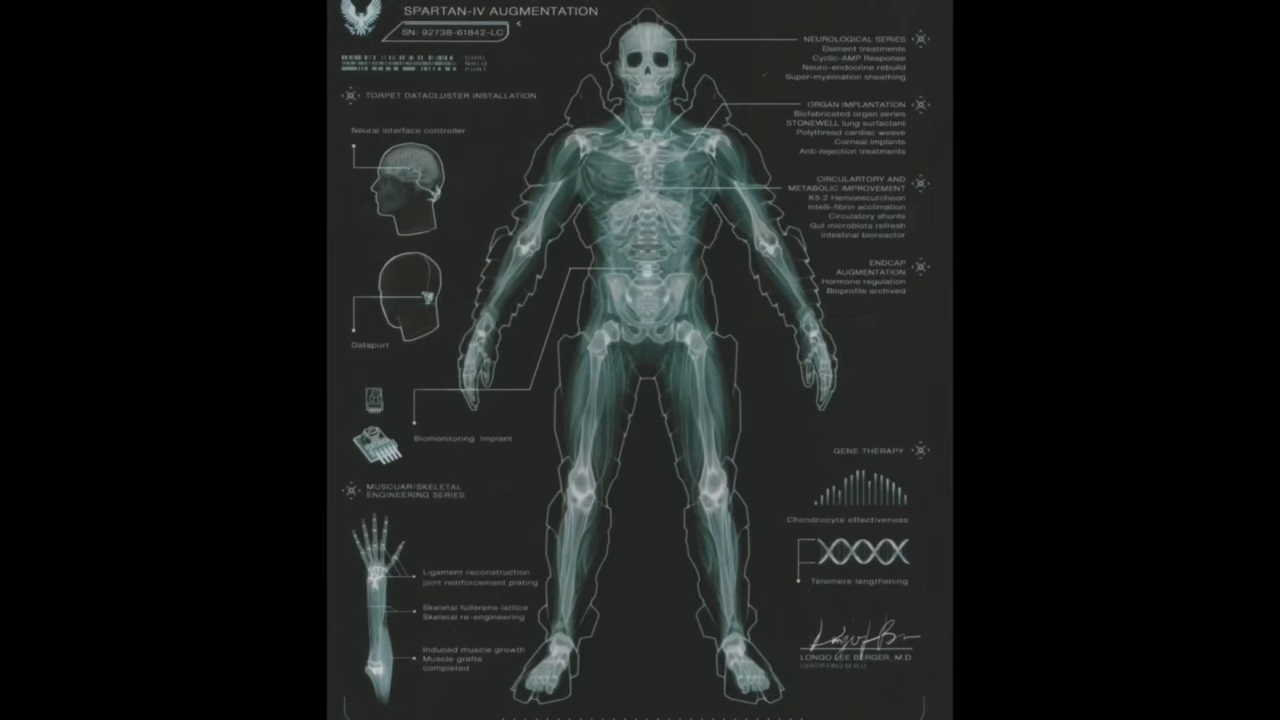 SPARTAN-IV AUGMENTATION
SN: 92738-61842-LC
TORPET DATACLUSTER INSTALLATION
Neural interface controller
Dataport
Biomonitoring implant
MUSCUAR/SKELETAL
ENGINEERING SERIES
Ligament reconstruction
joint reinforcement plating
Skeletal fullerene lattice
Skeletal re-engineering
Induced muscle growth
Muscle grafts
completed
NEUROLOGICAL SERIES
Element treatments
Cyclic-AMP Response
Neuro-endocrine rebuild
Super-myelination sheathing
ORGAN IMPLANTATION
Biofabricated organ series
STONEWELL lung surfactant
Polythread cardiac weave
Corneal implants
Anti-rejection treatments
CIRCULARTORY AND
METABOLIC IMPROVEMENT
K5.2 Hemoescutcheon
Intelli-fibrin acclimation
Circulatory shunts
Gut microbiota refresh
Intestinal bioreactor
ENDCAP
AUGMENTATION
Hormone regulation
Bioprofile archived
GENE THERAPY
Chondrocyte effectiveness
Telomere lengthening
LONGO LEE BERGER, M.D